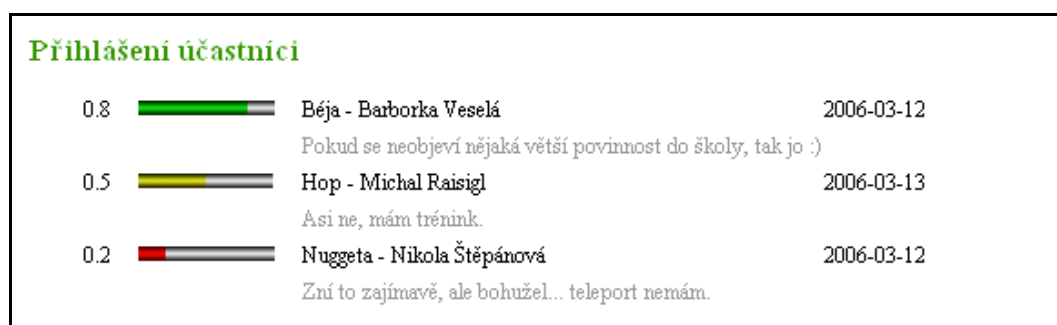 Přihlášení účastníci
0.8 Béja - Barborka Veselá 2006-03-12
Pokud se neobjeví nějaká větší povinnost do školy, tak jo :)
0.5 Hop - Michal Raisigl 2006-03-13
Asi ne, mám trénink.
0.2 Nuggeta - Nikola Štěpánová 2006-03-12
Zní to zajímavě, ale bohužel... teleport nemám.